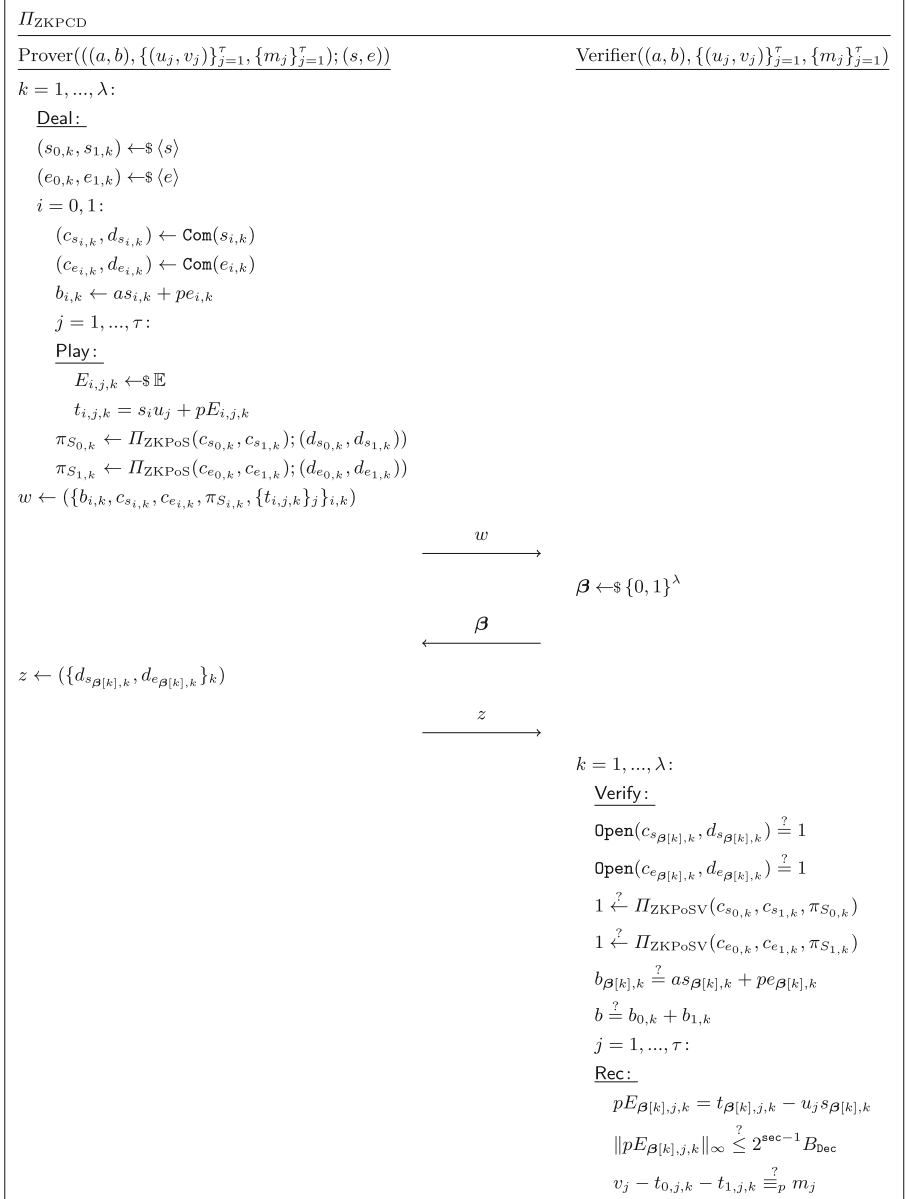 Π_ZKPCD
Prover(((a, b), {(u_j, v_j)}^τ_{j=1}, {m_j}^τ_{j=1}); (s, e)) Verifier((a, b), {(u_j, v_j)}^τ_{j=1}, {m_j}^τ_{j=1})
k = 1, ..., λ:
Deal:
(s_{0,k}, s_{1,k}) ←$ ⟨s⟩
(e_{0,k}, e_{1,k}) ←$ ⟨e⟩
i = 0, 1:
(c_{s_{i,k}}, d_{s_{i,k}}) ← Com(s_{i,k})
(c_{e_{i,k}}, d_{e_{i,k}}) ← Com(e_{i,k})
b_{i,k} ← as_{i,k} + pe_{i,k}
j = 1, ..., τ:
Play:
E_{i,j,k} ←$ 𝔼
t_{i,j,k} = s_i u_j + pE_{i,j,k}
π_{S_{0,k}} ← Π_ZKPoS(c_{s_{0,k}}, c_{s_{1,k}}); (d_{s_{0,k}}, d_{s_{1,k}}))
π_{S_{1,k}} ← Π_ZKPoS(c_{e_{0,k}}, c_{e_{1,k}}); (d_{e_{0,k}}, d_{e_{1,k}}))
w ← ({b_{i,k}, c_{s_{i,k}}, c_{e_{i,k}}, π_{S_{i,k}}, {t_{i,j,k}}_j}_{i,k})
w
β ←$ {0, 1}^λ
β
z ← ({d_{s_{β[k],k}}, d_{e_{β[k],k}}}_k)
z
k = 1, ..., λ:
Verify:
Open(c_{s_{β[k],k}}, d_{s_{β[k],k}}) ≟ 1
Open(c_{e_{β[k],k}}, d_{e_{β[k],k}}) ≟ 1
1 ←^? Π_ZKPoSV(c_{s_{0,k}}, c_{s_{1,k}}, π_{S_{0,k}})
1 ←^? Π_ZKPoSV(c_{e_{0,k}}, c_{e_{1,k}}, π_{S_{1,k}})
b_{β[k],k} ≟ as_{β[k],k} + pe_{β[k],k}
b ≟ b_{0,k} + b_{1,k}
j = 1, ..., τ:
Rec:
pE_{β[k],j,k} = t_{β[k],j,k} − u_j s_{β[k],k}
‖pE_{β[k],j,k}‖_∞ ≤^? 2^{sec−1} B_Dec
v_j − t_{0,j,k} − t_{1,j,k} ≡^?_p m_j